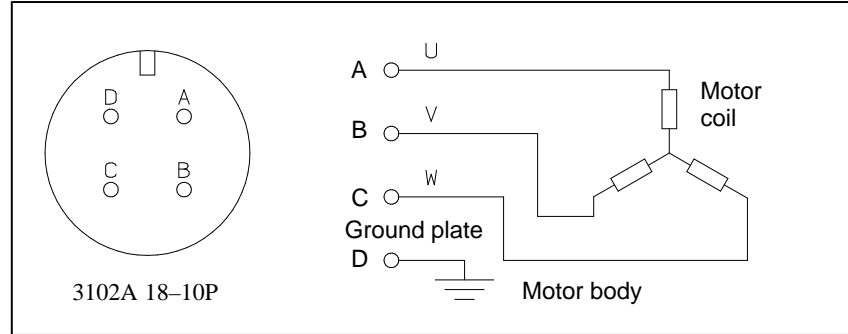 D A
C B
3102A 18–10P
A U
B V
C W
Ground plate
D
Motor
coil
Motor body